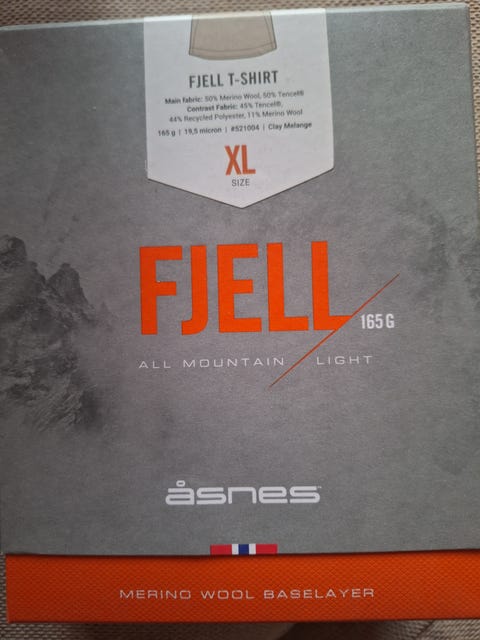 FJELL T-SHIRT
Main fabric: 50% Merino Wool, 50% Tencel®
Contrast Fabric: 45% Tencel®,
44% Recycled Polyester, 11% Merino Wool
165 g | 19,5 micron | #521004 | Clay Melange
XL
SIZE
FJELL
165 G
ALL MOUNTAIN LIGHT
åsnes
MERINO WOOL BASELAYER